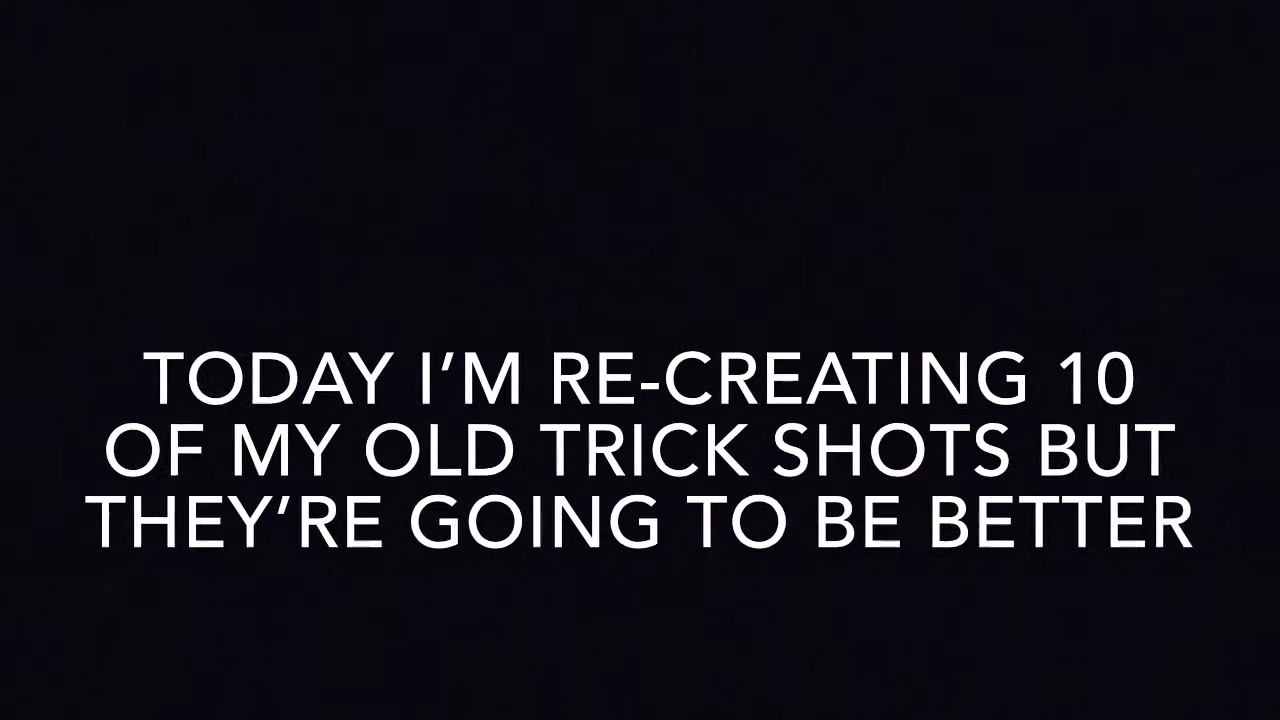 TODAY I’M RE-CREATING 10
OF MY OLD TRICK SHOTS BUT
THEY’RE GOING TO BE BETTER